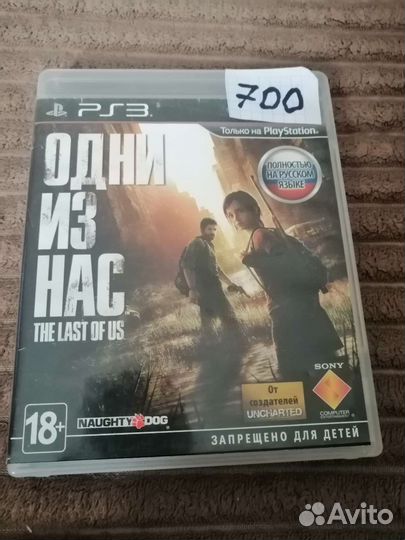 700
PS3
Только на PlayStation.
ПОЛНОСТЬЮ
НА РУССКОМ
ЯЗЫКЕ
ОДНИ
ИЗ
НАС
THE LAST OF US
От
создателей
UNCHARTED
SONY
COMPUTER
ENTERTAINMENT
18+
NAUGHTY DOG
ЗАПРЕЩЕНО ДЛЯ ДЕТЕЙ
Avito